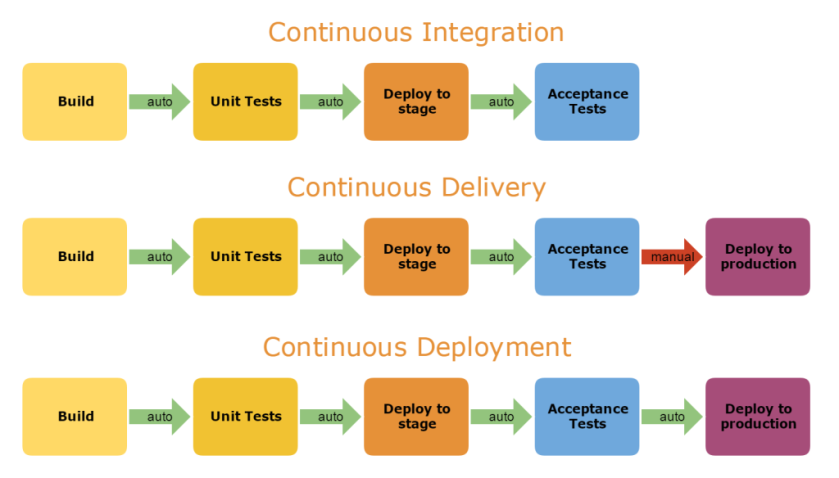 Continuous Integration
Build
auto
Unit Tests
auto
Deploy to
stage
auto
Acceptance
Tests
Continuous Delivery
Build
auto
Unit Tests
auto
Deploy to
stage
auto
Acceptance
Tests
manual
Deploy to
production
Continuous Deployment
Build
auto
Unit Tests
auto
Deploy to
stage
auto
Acceptance
Tests
auto
Deploy to
production